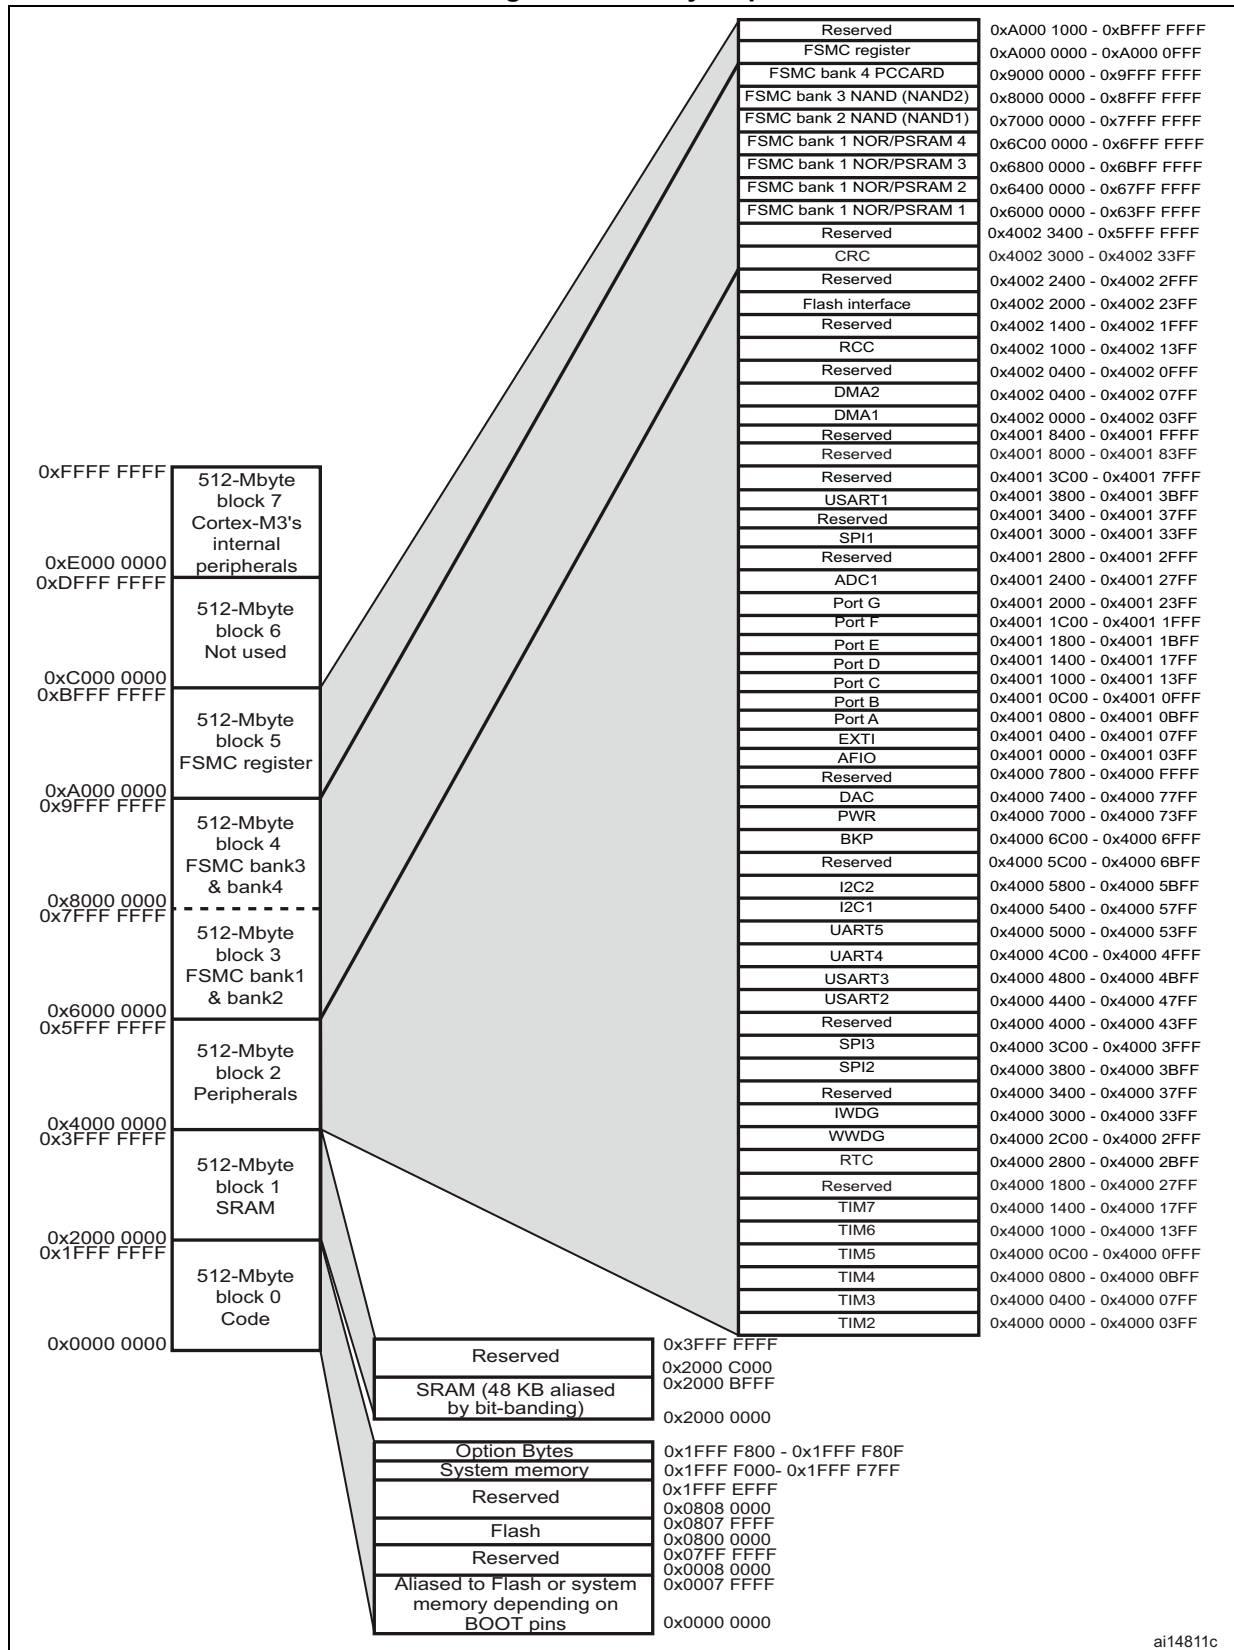 Reserved 0xA000 1000 - 0xBFFF FFFF
FSMC register 0xA000 0000 - 0xA000 0FFF
FSMC bank 4 PCCARD 0x9000 0000 - 0x9FFF FFFF
FSMC bank 3 NAND (NAND2) 0x8000 0000 - 0x8FFF FFFF
FSMC bank 2 NAND (NAND1) 0x7000 0000 - 0x7FFF FFFF
FSMC bank 1 NOR/PSRAM 4 0x6C00 0000 - 0x6FFF FFFF
FSMC bank 1 NOR/PSRAM 3 0x6800 0000 - 0x6BFF FFFF
FSMC bank 1 NOR/PSRAM 2 0x6400 0000 - 0x67FF FFFF
FSMC bank 1 NOR/PSRAM 1 0x6000 0000 - 0x63FF FFFF
Reserved 0x4002 3400 - 0x5FFF FFFF
CRC 0x4002 3000 - 0x4002 33FF
Reserved 0x4002 2400 - 0x4002 2FFF
Flash interface 0x4002 2000 - 0x4002 23FF
Reserved 0x4002 1400 - 0x4002 1FFF
RCC 0x4002 1000 - 0x4002 13FF
Reserved 0x4002 0400 - 0x4002 0FFF
DMA2 0x4002 0400 - 0x4002 07FF
DMA1 0x4002 0000 - 0x4002 03FF
Reserved 0x4001 8400 - 0x4001 FFFF
Reserved 0x4001 8000 - 0x4001 83FF
Reserved 0x4001 3C00 - 0x4001 7FFF
USART1 0x4001 3800 - 0x4001 3BFF
Reserved 0x4001 3400 - 0x4001 37FF
SPI1 0x4001 3000 - 0x4001 33FF
Reserved 0x4001 2800 - 0x4001 2FFF
ADC1 0x4001 2400 - 0x4001 27FF
Port G 0x4001 2000 - 0x4001 23FF
Port F 0x4001 1C00 - 0x4001 1FFF
Port E 0x4001 1800 - 0x4001 1BFF
Port D 0x4001 1400 - 0x4001 17FF
Port C 0x4001 1000 - 0x4001 13FF
Port B 0x4001 0C00 - 0x4001 0FFF
Port A 0x4001 0800 - 0x4001 0BFF
EXTI 0x4001 0400 - 0x4001 07FF
AFIO 0x4001 0000 - 0x4001 03FF
Reserved 0x4000 7800 - 0x4000 FFFF
DAC 0x4000 7400 - 0x4000 77FF
PWR 0x4000 7000 - 0x4000 73FF
BKP 0x4000 6C00 - 0x4000 6FFF
Reserved 0x4000 5C00 - 0x4000 6BFF
I2C2 0x4000 5800 - 0x4000 5BFF
I2C1 0x4000 5400 - 0x4000 57FF
UART5 0x4000 5000 - 0x4000 53FF
UART4 0x4000 4C00 - 0x4000 4FFF
USART3 0x4000 4800 - 0x4000 4BFF
USART2 0x4000 4400 - 0x4000 47FF
Reserved 0x4000 4000 - 0x4000 43FF
SPI3 0x4000 3C00 - 0x4000 3FFF
SPI2 0x4000 3800 - 0x4000 3BFF
Reserved 0x4000 3400 - 0x4000 37FF
IWDG 0x4000 3000 - 0x4000 33FF
WWDG 0x4000 2C00 - 0x4000 2FFF
RTC 0x4000 2800 - 0x4000 2BFF
Reserved 0x4000 1800 - 0x4000 27FF
TIM7 0x4000 1400 - 0x4000 17FF
TIM6 0x4000 1000 - 0x4000 13FF
TIM5 0x4000 0C00 - 0x4000 0FFF
TIM4 0x4000 0800 - 0x4000 0BFF
TIM3 0x4000 0400 - 0x4000 07FF
TIM2 0x4000 0000 - 0x4000 03FF
0xFFFF FFFF
512-Mbyte
block 7
Cortex-M3's
internal
peripherals
0xE000 0000
0xDFFF FFFF
512-Mbyte
block 6
Not used
0xC000 0000
0xBFFF FFFF
512-Mbyte
block 5
FSMC register
0xA000 0000
0x9FFF FFFF
512-Mbyte
block 4
FSMC bank3
& bank4
0x8000 0000
0x7FFF FFFF
512-Mbyte
block 3
FSMC bank1
& bank2
0x6000 0000
0x5FFF FFFF
512-Mbyte
block 2
Peripherals
0x4000 0000
0x3FFF FFFF
512-Mbyte
block 1
SRAM
0x2000 0000
0x1FFF FFFF
512-Mbyte
block 0
Code
0x0000 0000
0x3FFF FFFF
Reserved
0x2000 C000
0x2000 BFFF
SRAM (48 KB aliased
by bit-banding)
0x2000 0000
Option Bytes 0x1FFF F800 - 0x1FFF F80F
System memory 0x1FFF F000- 0x1FFF F7FF
0x1FFF EFFF
Reserved
0x0808 0000
0x0807 FFFF
Flash
0x0800 0000
0x07FF FFFF
Reserved
0x0008 0000
0x0007 FFFF
Aliased to Flash or system
memory depending on
BOOT pins
0x0000 0000
ai14811c